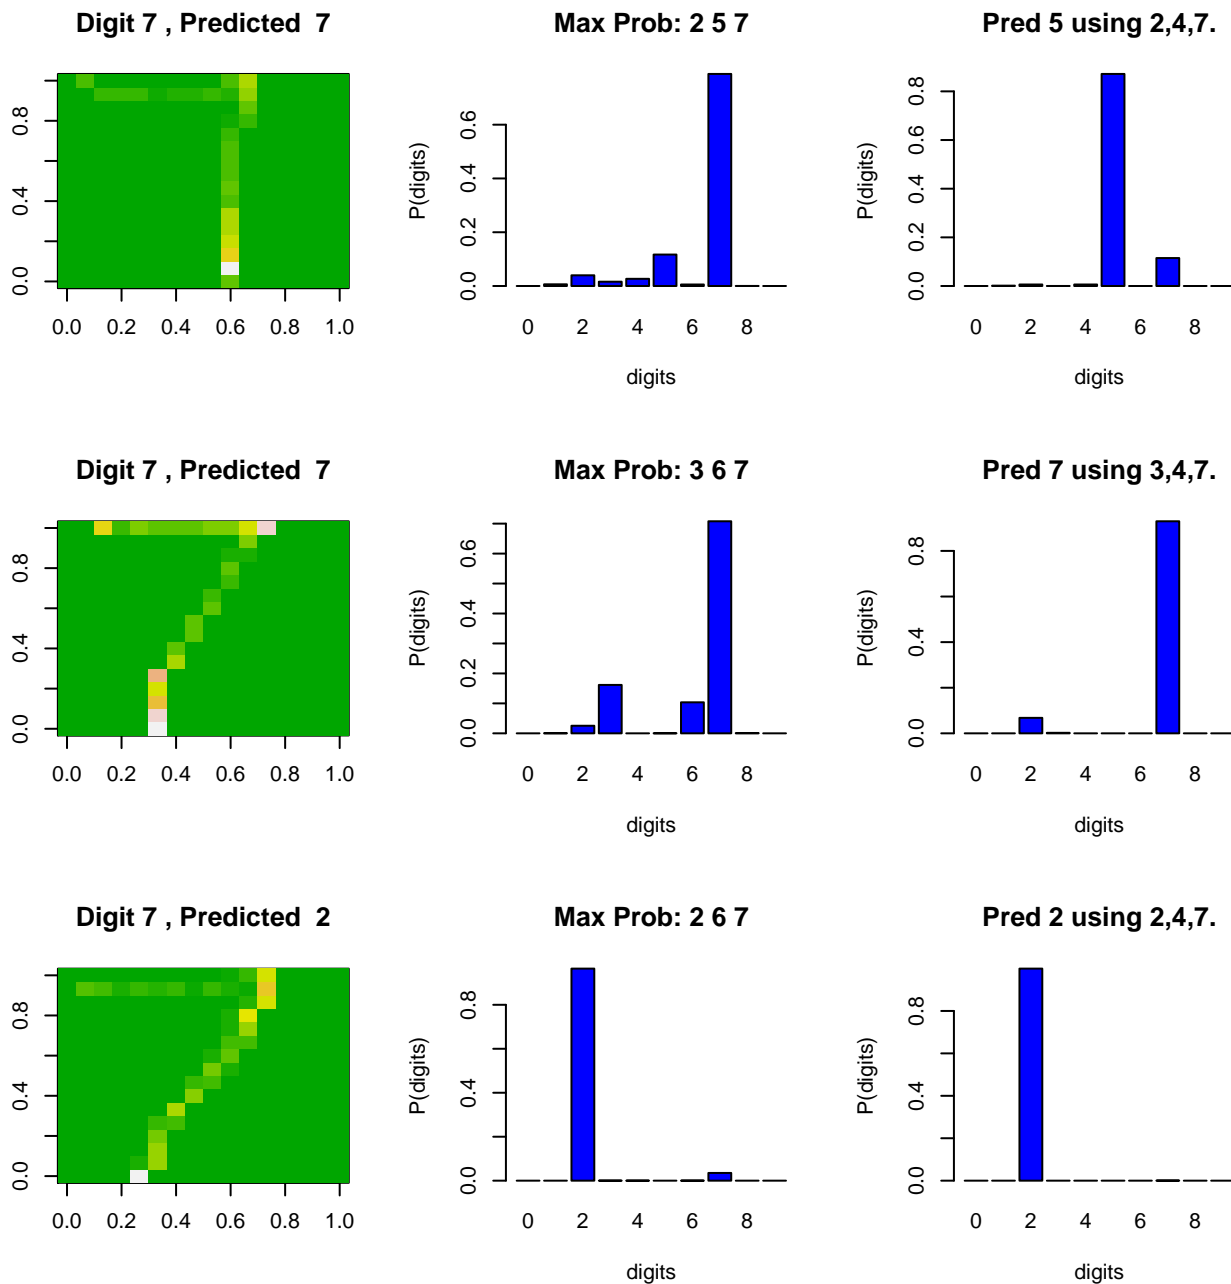 Digit 7 , Predicted 7
0.0 0.4 0.8
0.0 0.2 0.4 0.6 0.8 1.0
Max Prob: 2 5 7
P(digits)
0.0 0.2 0.4 0.6
0 2 4 6 8
digits
Pred 5 using 2,4,7.
P(digits)
0.0 0.2 0.4 0.6 0.8
0 2 4 6 8
digits
Digit 7 , Predicted 7
0.0 0.4 0.8
0.0 0.2 0.4 0.6 0.8 1.0
Max Prob: 3 6 7
P(digits)
0.0 0.2 0.4 0.6
0 2 4 6 8
digits
Pred 7 using 3,4,7.
P(digits)
0.0 0.4 0.8
0 2 4 6 8
digits
Digit 7 , Predicted 2
0.0 0.4 0.8
0.0 0.2 0.4 0.6 0.8 1.0
Max Prob: 2 6 7
P(digits)
0.0 0.4 0.8
0 2 4 6 8
digits
Pred 2 using 2,4,7.
P(digits)
0.0 0.4 0.8
0 2 4 6 8
digits